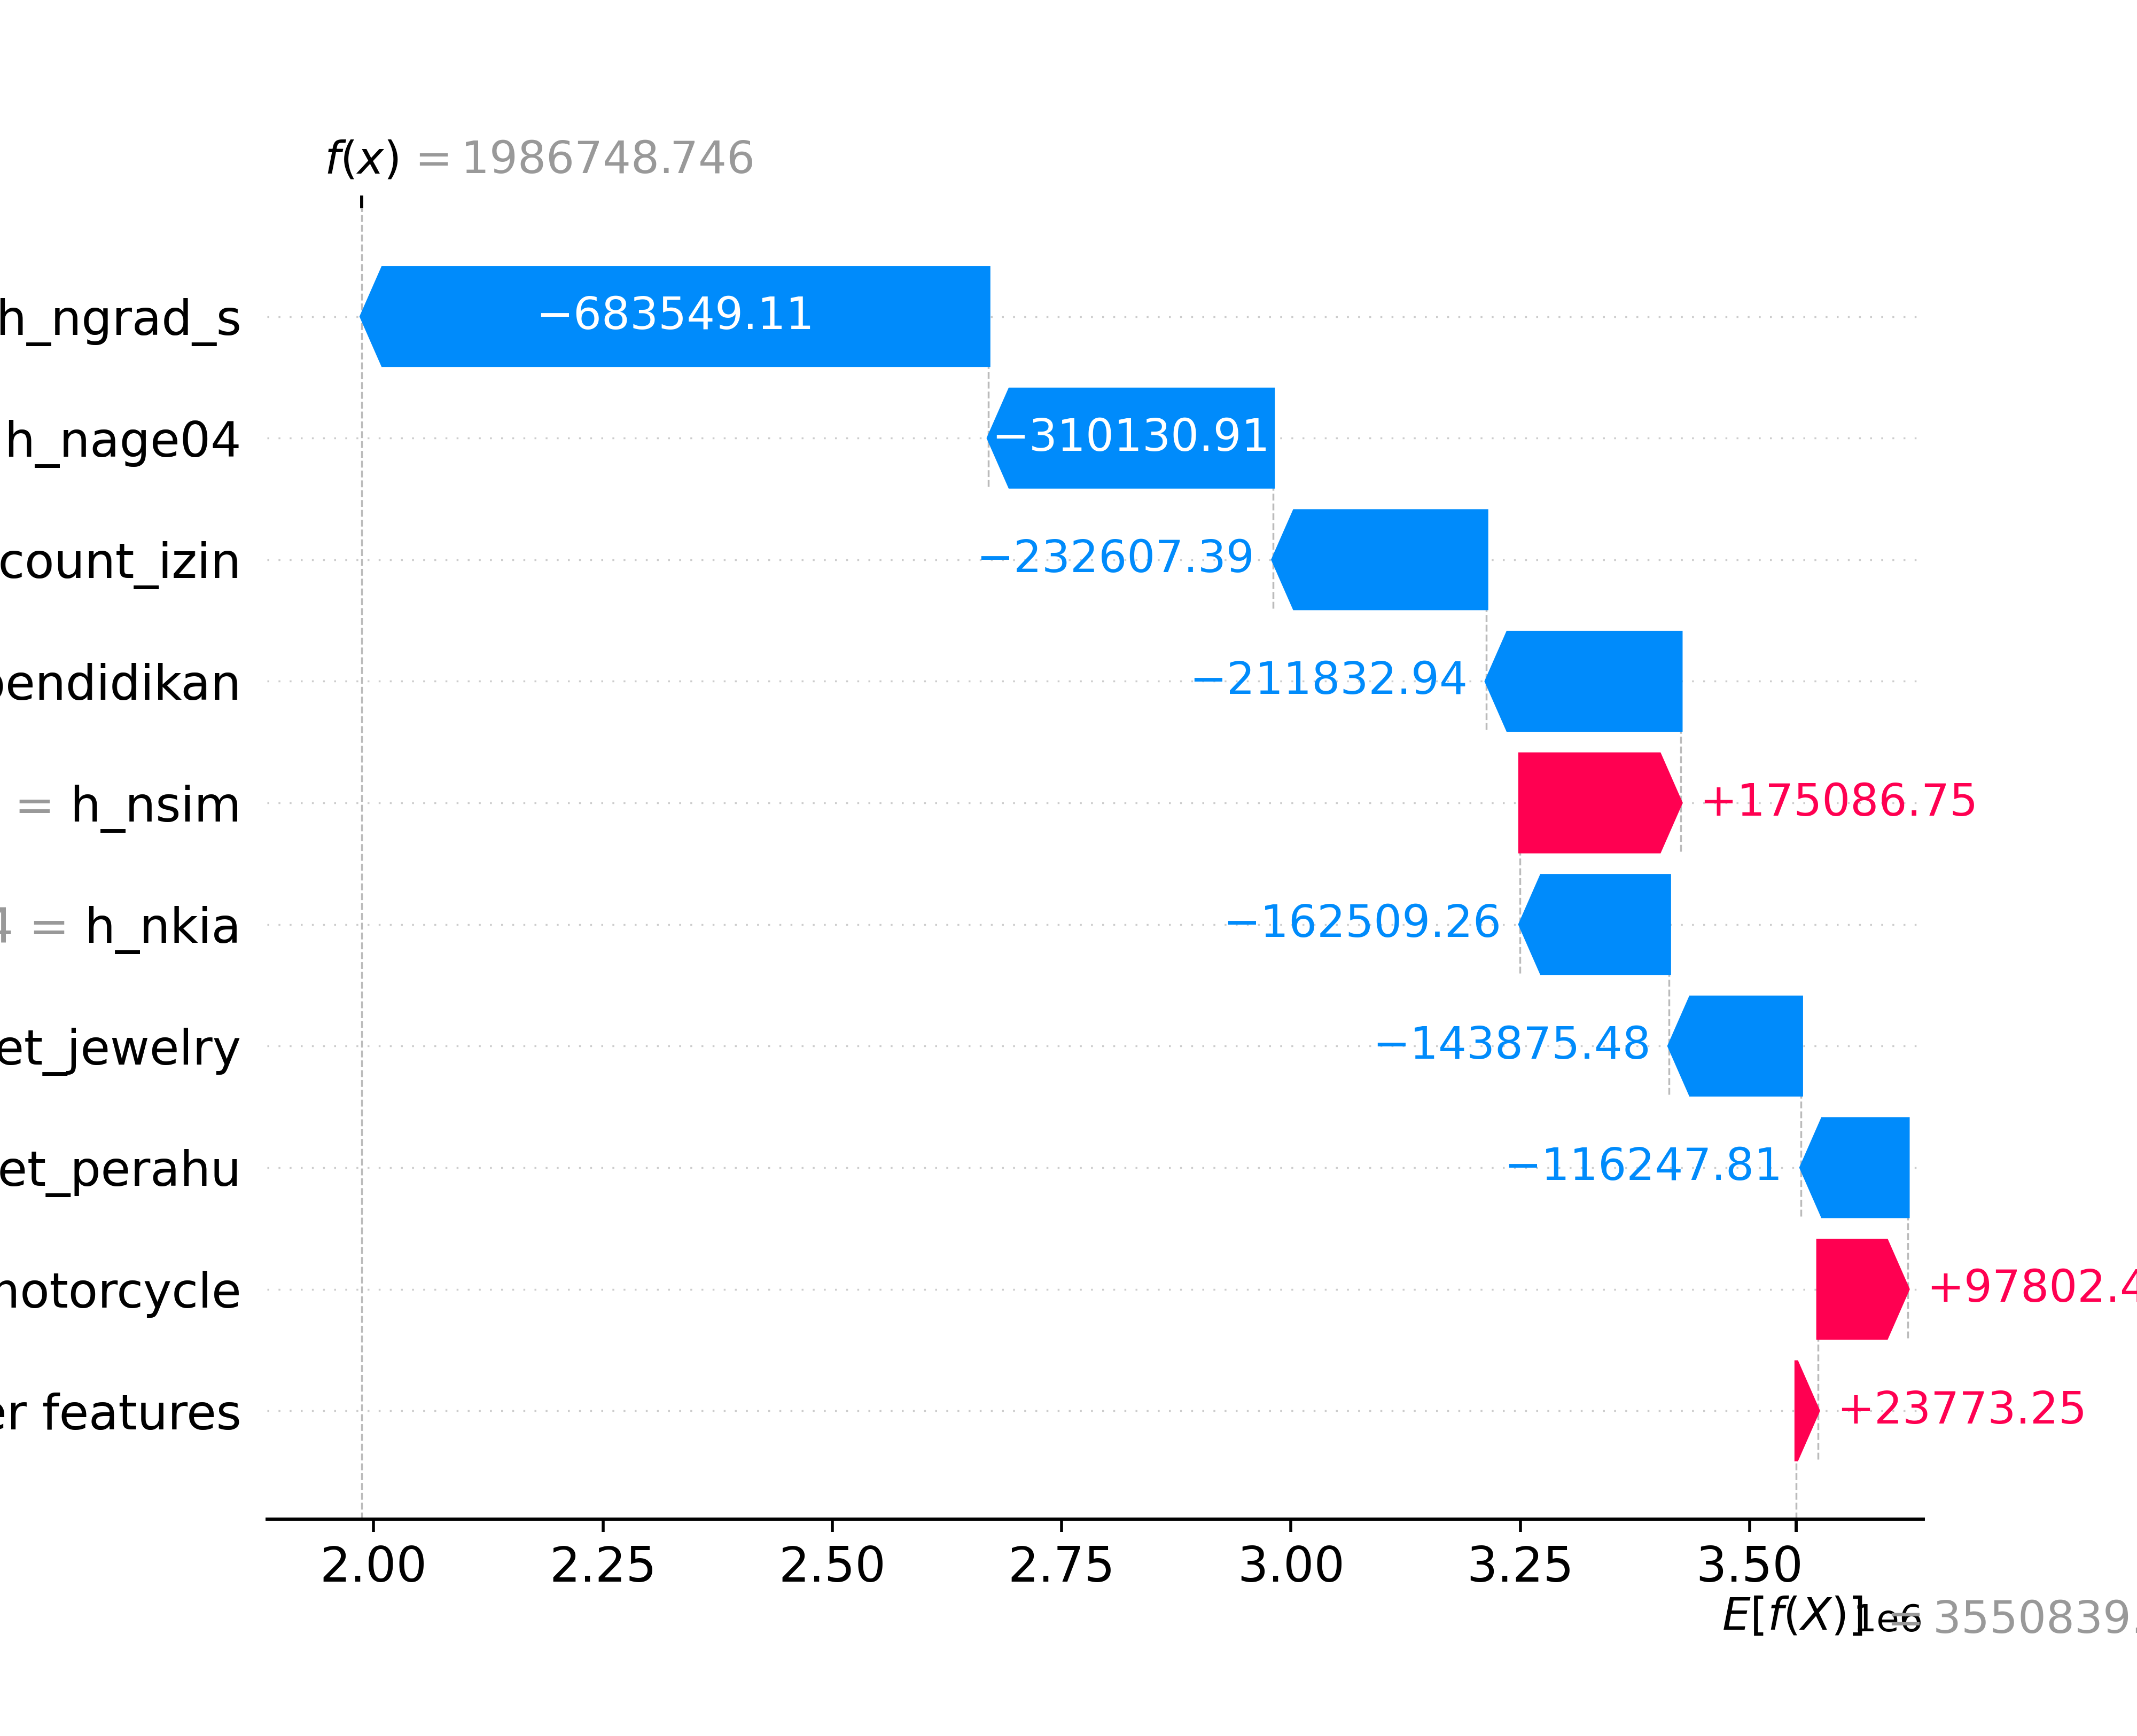 f(x) = 1986748.746
h_ngrad_s −683549.11
h_nage04 −310130.91
count_izin −232607.39
pendidikan −211832.94
= h_nsim +175086.75
4 = h_nkia −162509.26
et_jewelry −143875.48
et_perahu −116247.81
motorcycle +97802.4
er features +23773.25
2.00 2.25 2.50 2.75 3.00 3.25 3.50
E[f(X)] = 3550839.
1e6